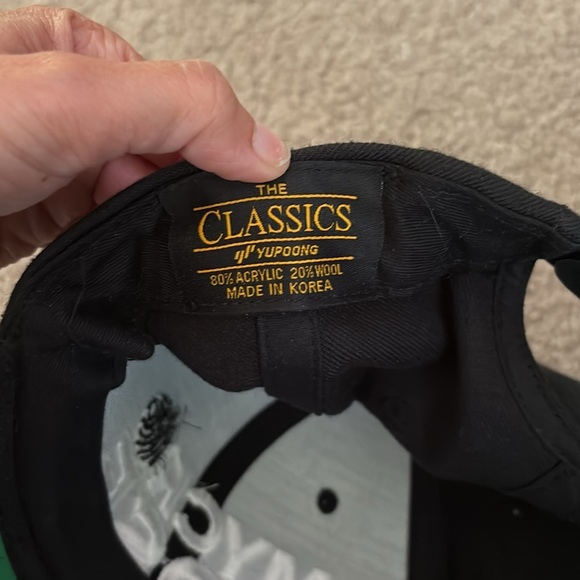 THE
CLASSICS
YUPOONG
80% ACRYLIC 20% WOOL
MADE IN KOREA